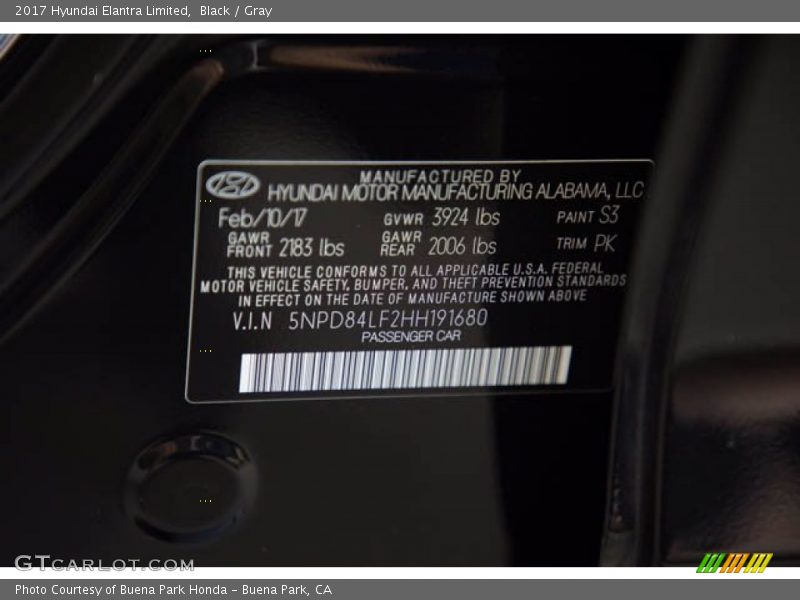 2017 Hyundai Elantra Limited, Black / Gray
MANUFACTURED BY
HYUNDAI MOTOR MANUFACTURING ALABAMA, LLC
Feb/10/17 GVWR 3924 lbs PAINT S3
GAWR FRONT 2183 lbs GAWR REAR 2006 lbs TRIM PK
THIS VEHICLE CONFORMS TO ALL APPLICABLE U.S.A. FEDERAL
MOTOR VEHICLE SAFETY, BUMPER, AND THEFT PREVENTION STANDARDS
IN EFFECT ON THE DATE OF MANUFACTURE SHOWN ABOVE
V.I.N 5NPD84LF2HH191680
PASSENGER CAR
GTCARLOT.COM
Photo Courtesy of Buena Park Honda - Buena Park, CA